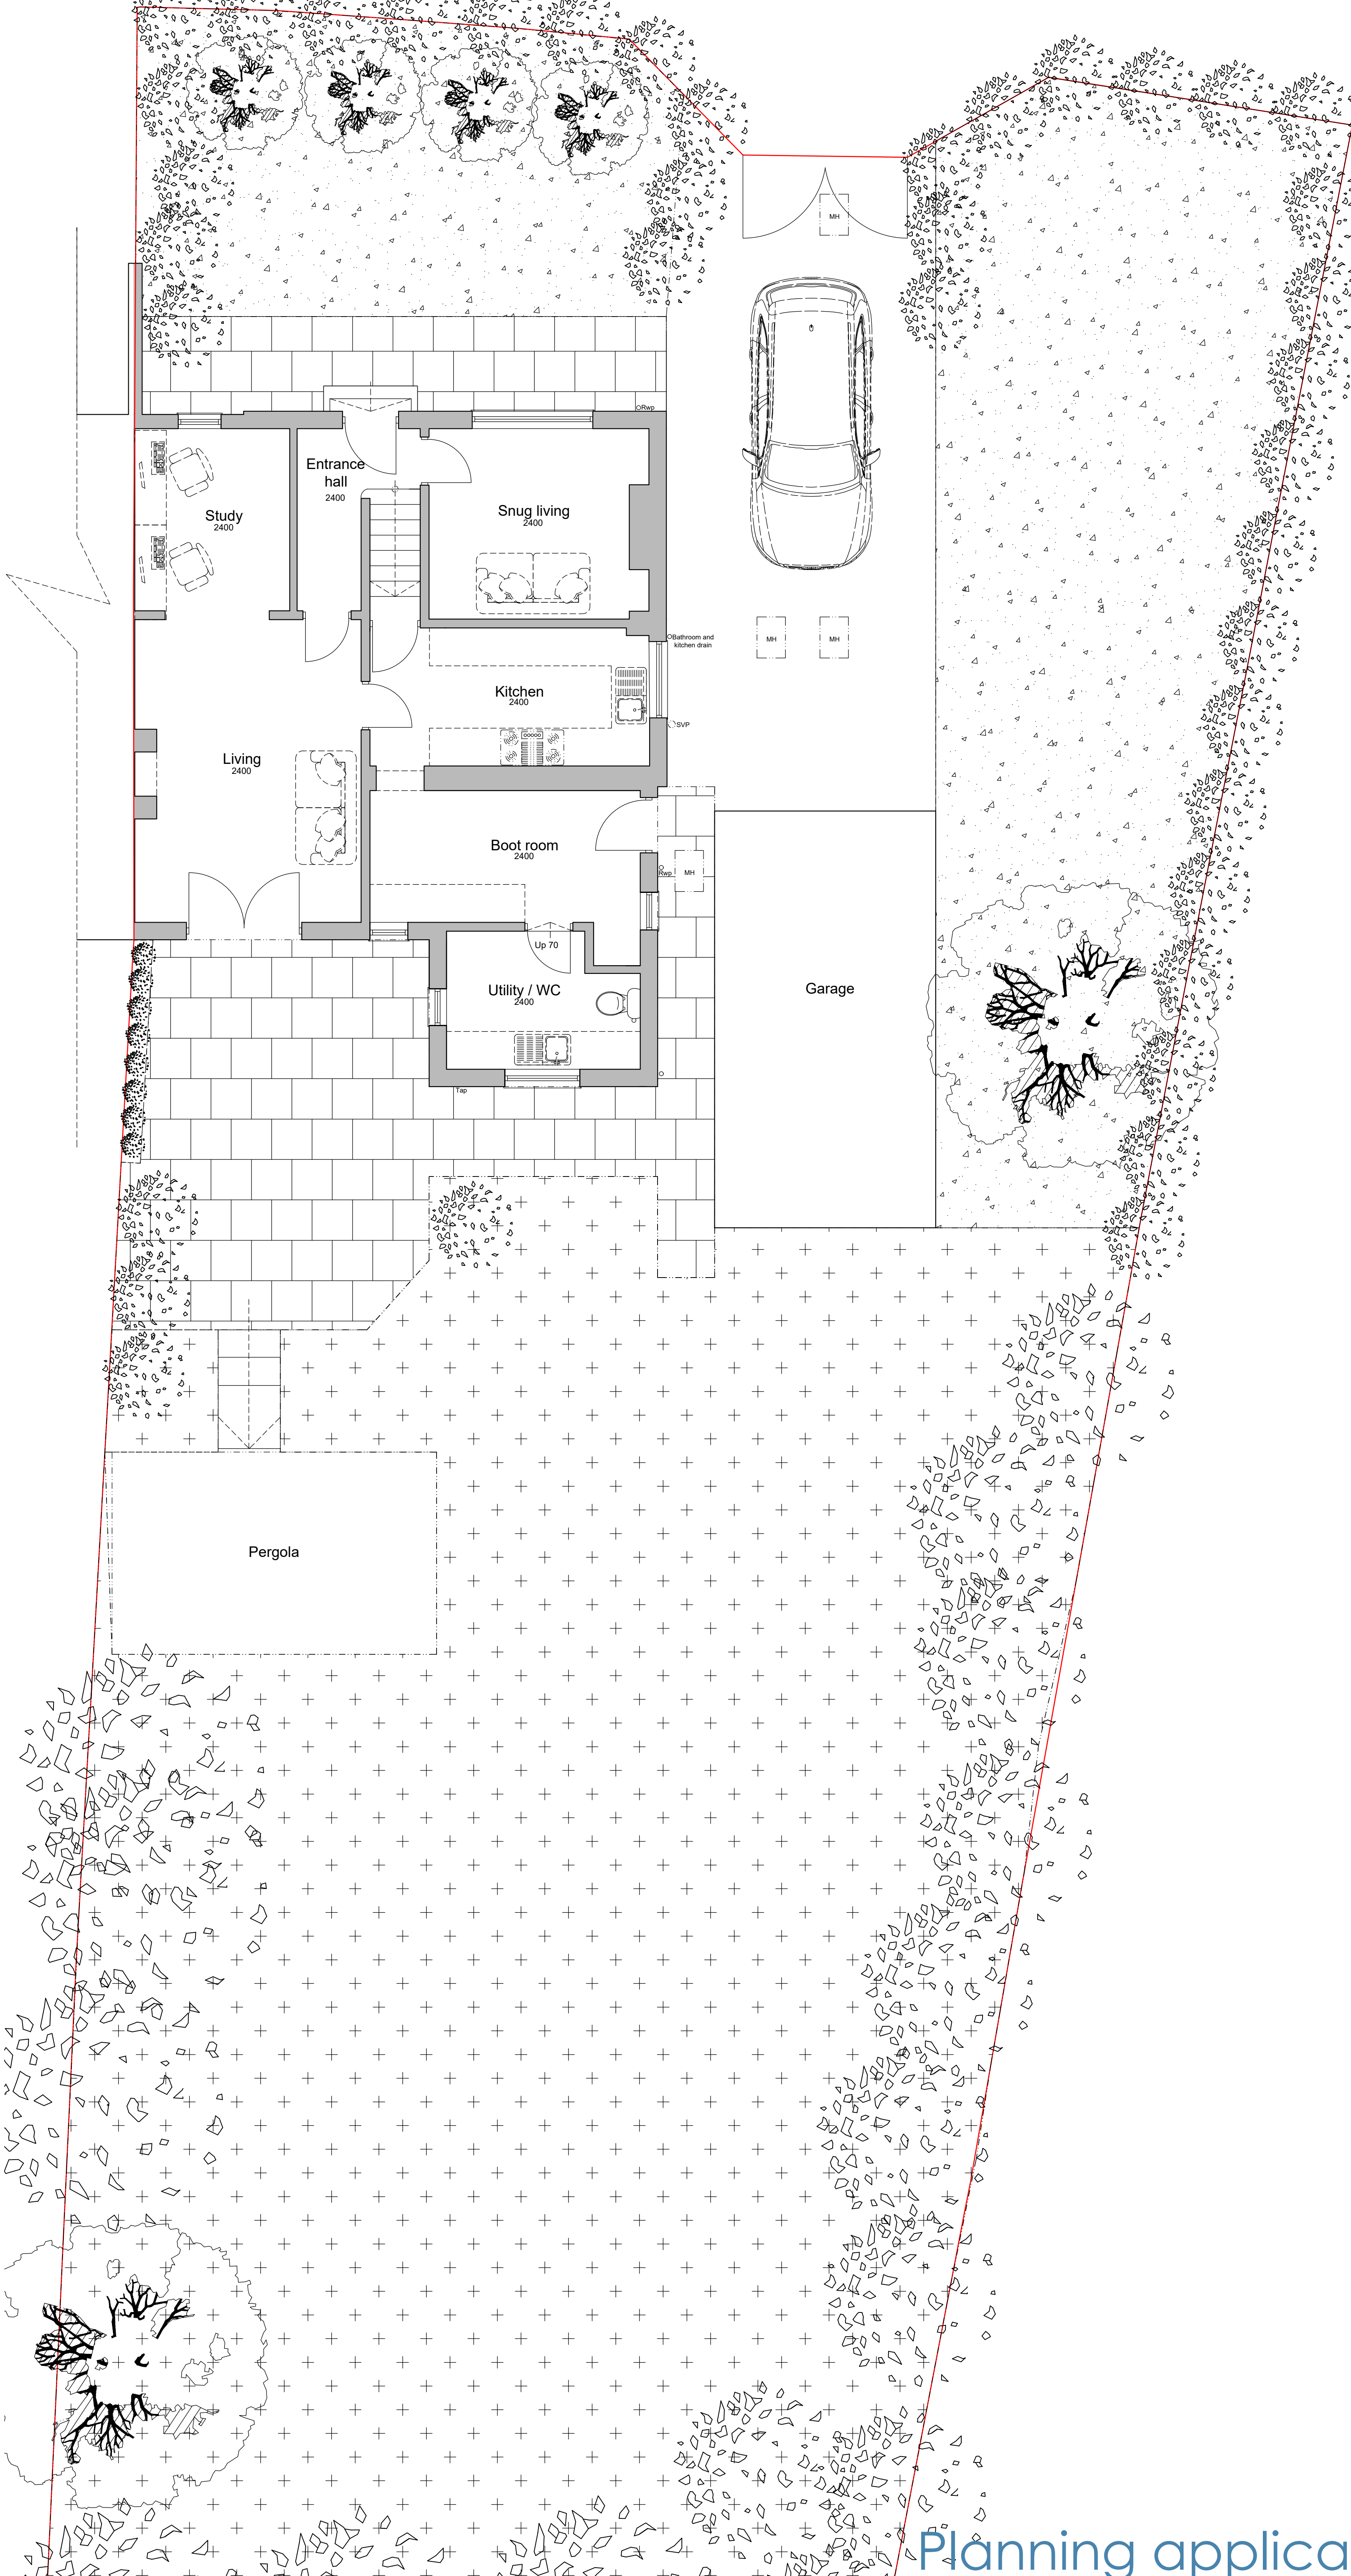 MH
ORwp
Entrance
hall
2400
Study
2400
Snug living
2400
MH
MH
OBathroom and
kitchen drain
Kitchen
2400
SVP
Living
2400
Boot room
2400
Rwp
MH
Up 70
Utility / WC
2400
Garage
Tap
Pergola
Planning applica